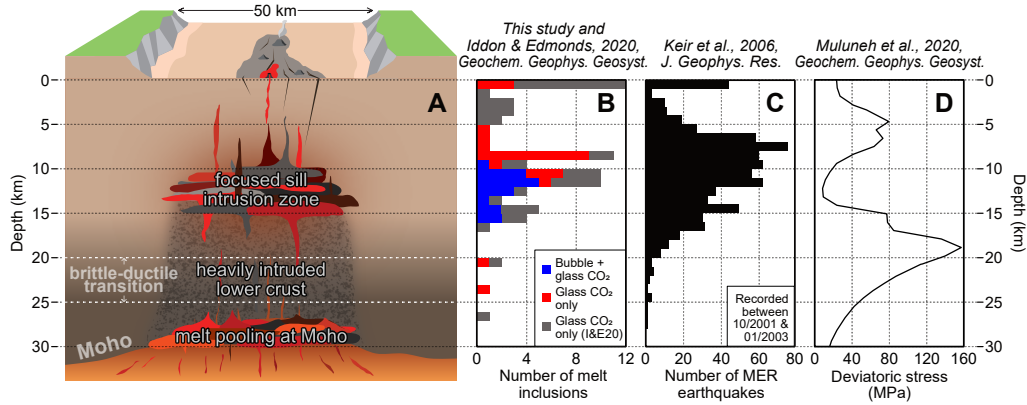 50 km
This study and
Iddon & Edmonds, 2020,
Geochem. Geophys. Geosyst.
Keir et al., 2006,
J. Geophys. Res.
Muluneh et al., 2020,
Geochem. Geophys. Geosyst.
A
B
C
D
Depth (km)
0
5
10
15
20
25
30
focused sill
intrusion zone
brittle-ductile
transition
heavily intruded
lower crust
Moho
melt pooling at Moho
Bubble +
glass CO₂
Glass CO₂
only
Glass CO₂
only (I&E20)
0 2 4 6 8 10 12
Number of melt
inclusions
Recorded
between
10/2001 &
01/2003
0 20 40 60 80
Number of MER
earthquakes
0 40 80 120 160
Deviatoric stress
(MPa)
0
5
10
15
20
25
30
Depth (km)